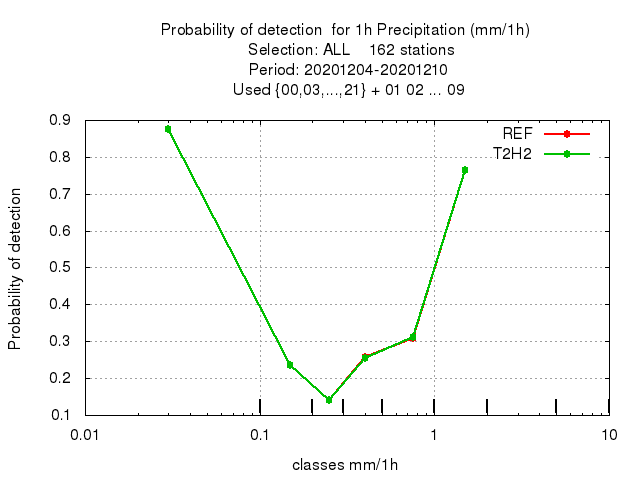 Probability of detection  for 1h Precipitation (mm/1h)
Selection: ALL    162 stations
Period: 20201204-20201210
Used {00,03,...,21} + 01 02 ... 09
REF
T2H2
Probability of detection
0.9
0.8
0.7
0.6
0.5
0.4
0.3
0.2
0.1
0.01
0.1
1
10
classes mm/1h